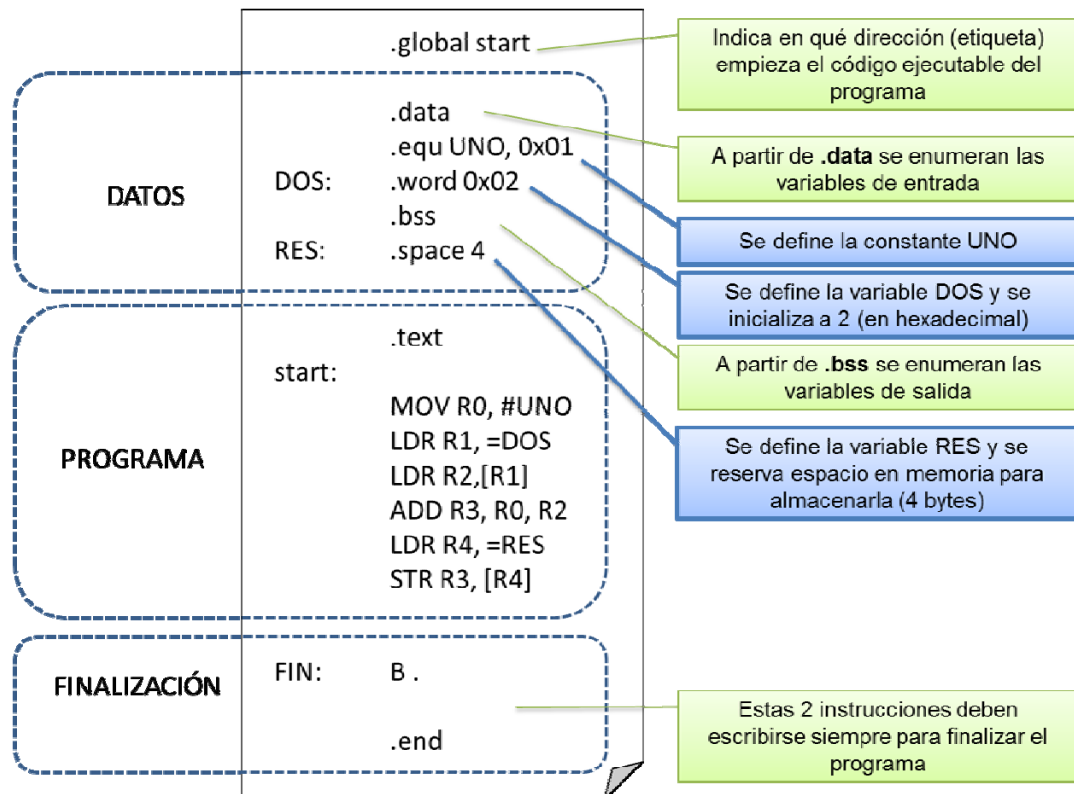 .global start
DATOS
.data
.equ UNO, 0x01
DOS: .word 0x02
.bss
RES: .space 4
PROGRAMA
.text
start:
MOV R0, #UNO
LDR R1, =DOS
LDR R2,[R1]
ADD R3, R0, R2
LDR R4, =RES
STR R3, [R4]
FINALIZACIÓN
FIN: B .
.end
Indica en qué dirección (etiqueta)
empieza el código ejecutable del
programa
A partir de .data se enumeran las
variables de entrada
Se define la constante UNO
Se define la variable DOS y se
inicializa a 2 (en hexadecimal)
A partir de .bss se enumeran las
variables de salida
Se define la variable RES y se
reserva espacio en memoria para
almacenarla (4 bytes)
Estas 2 instrucciones deben
escribirse siempre para finalizar el
programa